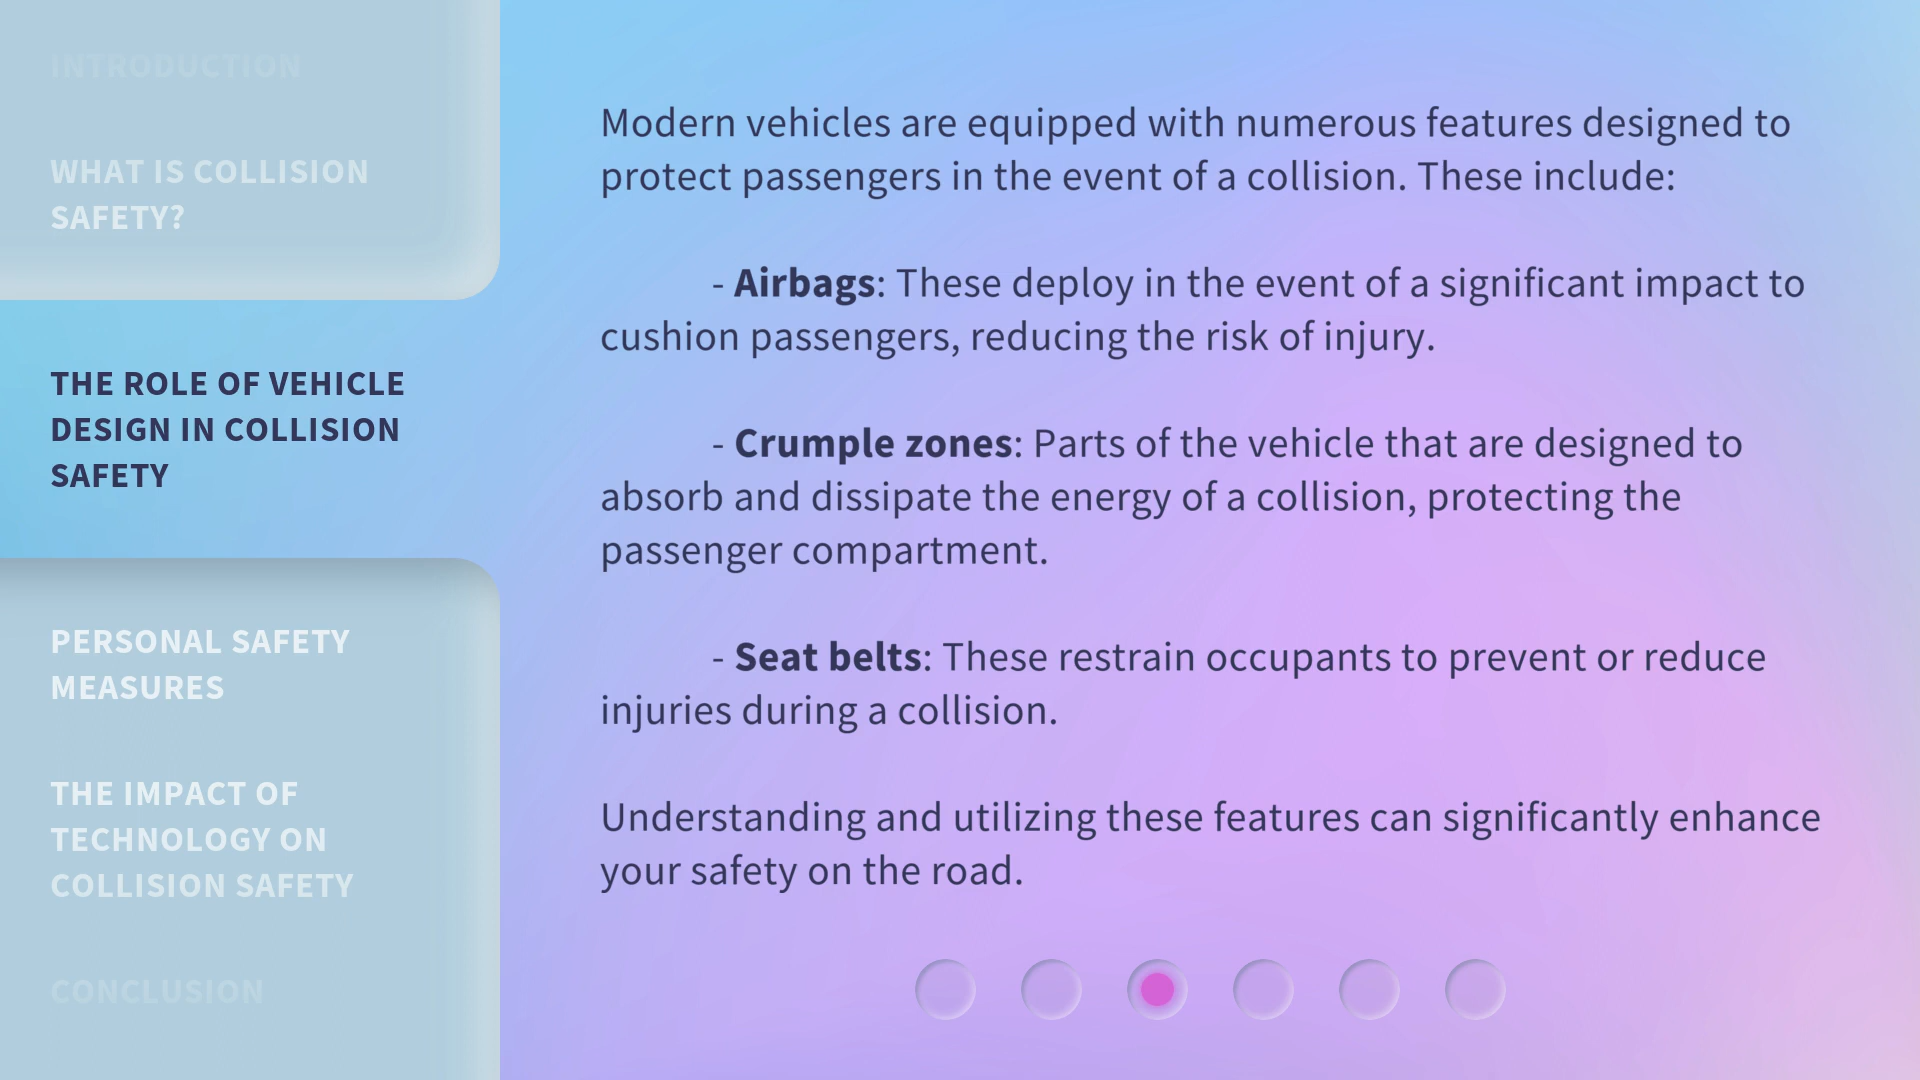 INTRODUCTION
WHAT IS COLLISION
SAFETY?
THE ROLE OF VEHICLE
DESIGN IN COLLISION
SAFETY
PERSONAL SAFETY
MEASURES
THE IMPACT OF
TECHNOLOGY ON
COLLISION SAFETY
CONCLUSION
Modern vehicles are equipped with numerous features designed to
protect passengers in the event of a collision. These include:
- Airbags: These deploy in the event of a significant impact to
cushion passengers, reducing the risk of injury.
- Crumple zones: Parts of the vehicle that are designed to
absorb and dissipate the energy of a collision, protecting the
passenger compartment.
- Seat belts: These restrain occupants to prevent or reduce
injuries during a collision.
Understanding and utilizing these features can significantly enhance
your safety on the road.